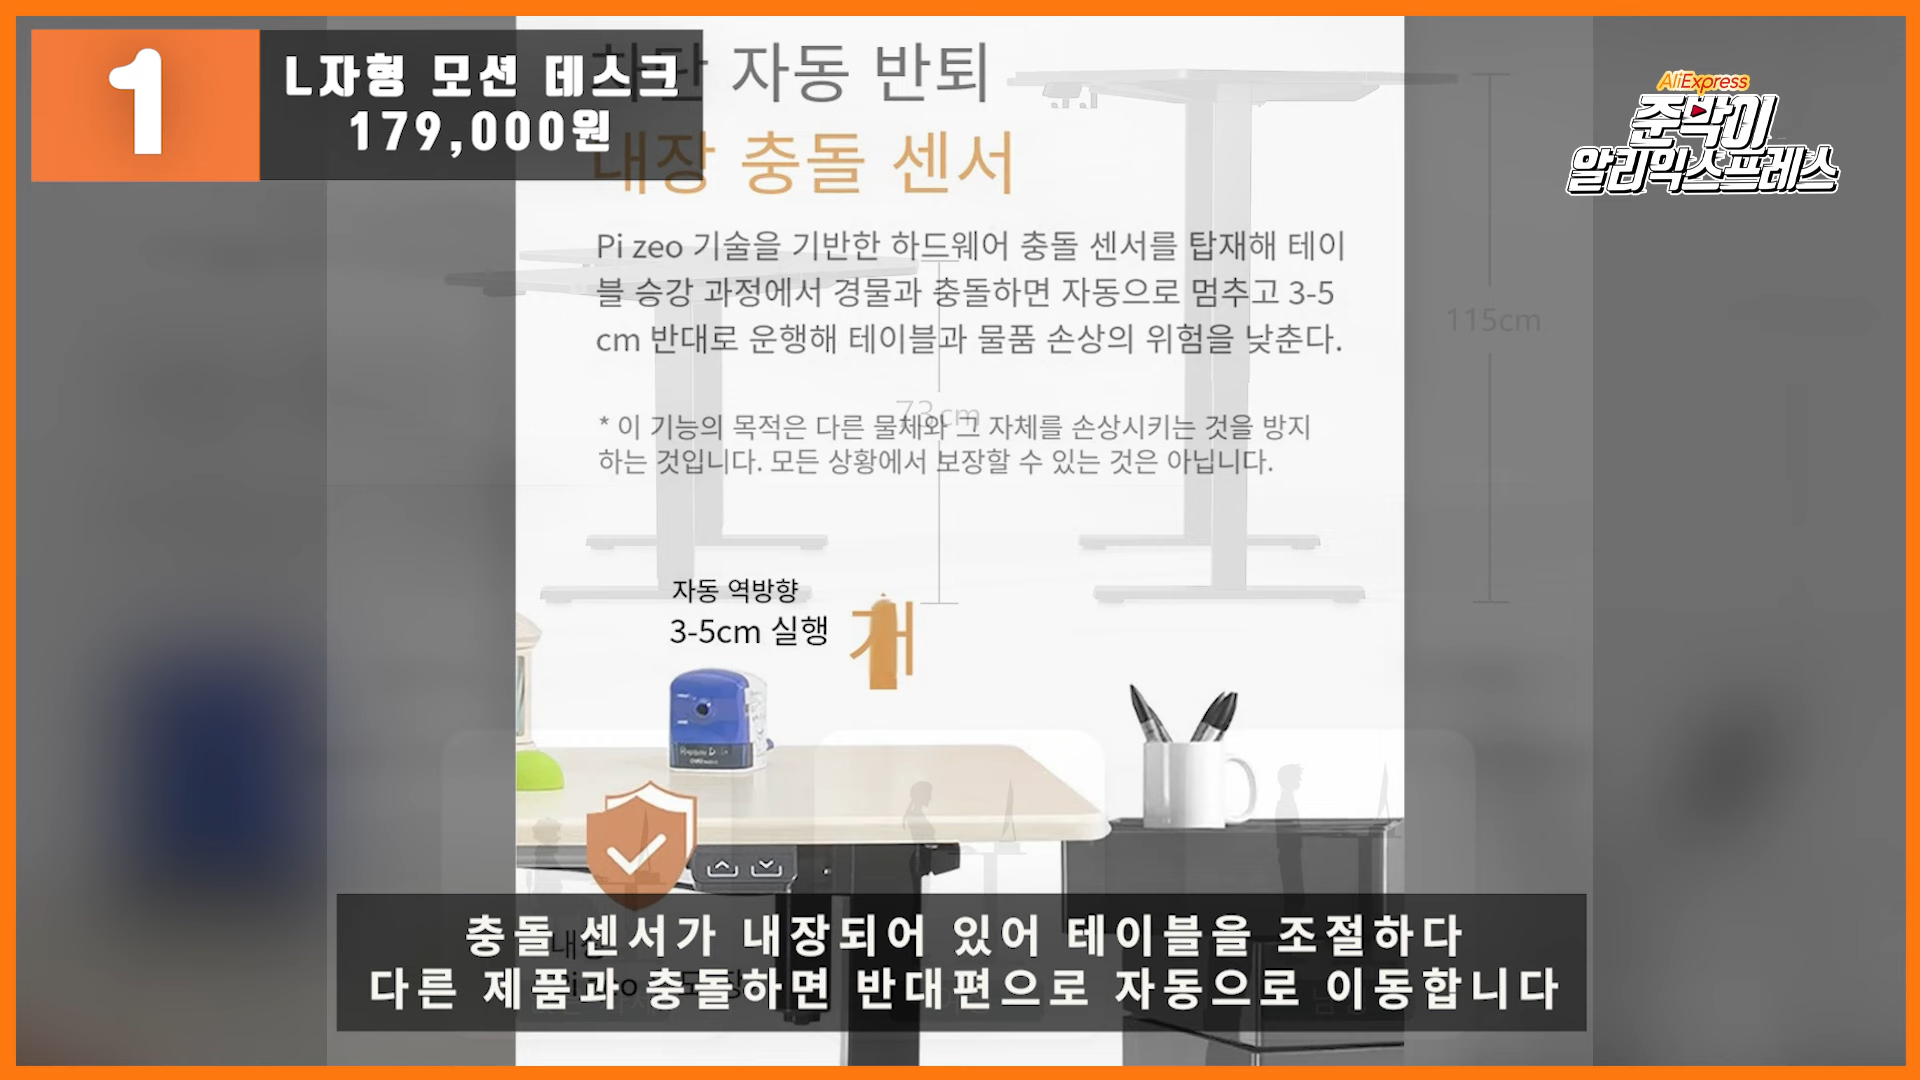 1
L자형 모션 데스크
179,000원
AliExpress
준박이
알리익스프레스
차단 자동 반퇴
내장 충돌 센서
Pi zeo 기술을 기반한 하드웨어 충돌 센서를 탑재해 테이
블 승강 과정에서 경물과 충돌하면 자동으로 멈추고 3-5
cm 반대로 운행해 테이블과 물품 손상의 위험을 낮춘다.
115cm
73cm
* 이 기능의 목적은 다른 물체와 그 자체를 손상시키는 것을 방지
하는 것입니다. 모든 상황에서 보장할 수 있는 것은 아닙니다.
자동 역방향
3-5cm 실행
개
충돌 센서가 내장되어 있어 테이블을 조절하다
다른 제품과 충돌하면 반대편으로 자동으로 이동합니다